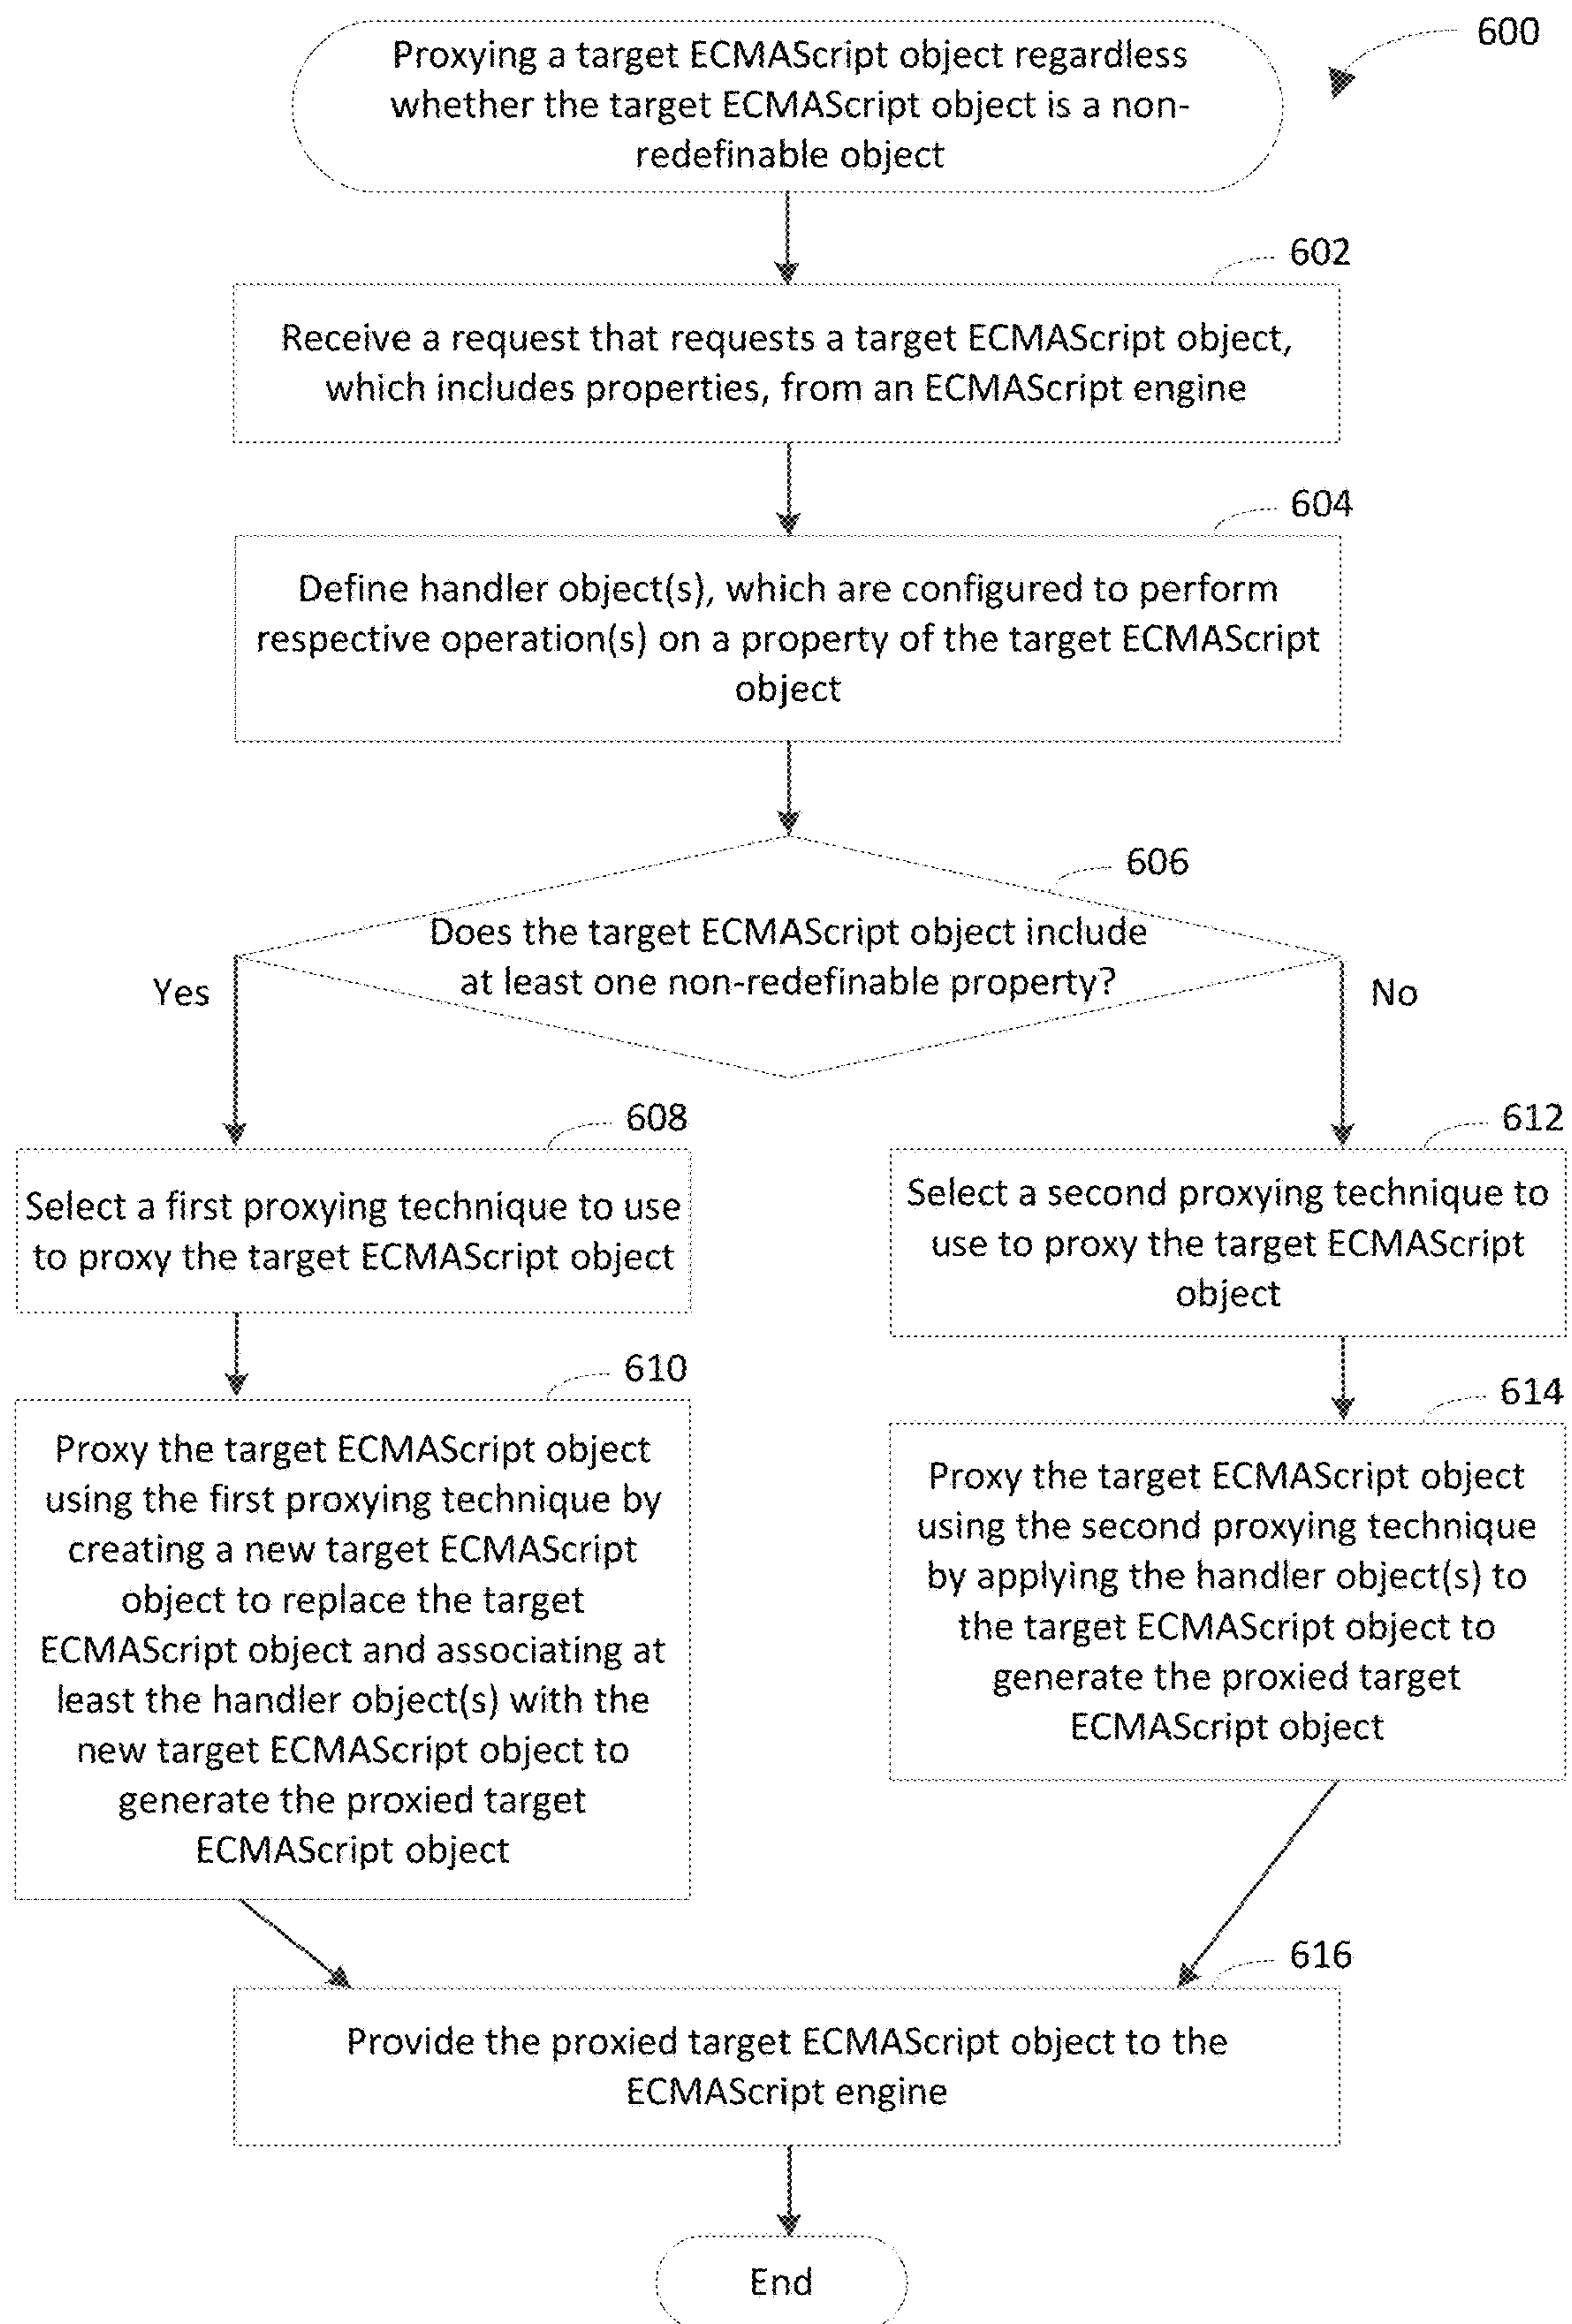 600
Proxying a target ECMAScript object regardless
whether the target ECMAScript object is a non-
redefinable object
602
Receive a request that requests a target ECMAScript object,
which includes properties, from an ECMAScript engine
604
Define handler object(s), which are configured to perform
respective operation(s) on a property of the target ECMAScript
object
606
Does the target ECMAScript object include
at least one non-redefinable property?
Yes
No
608
Select a first proxying technique to use
to proxy the target ECMAScript object
612
Select a second proxying technique to
use to proxy the target ECMAScript
object
610
Proxy the target ECMAScript object
using the first proxying technique by
creating a new target ECMAScript
object to replace the target
ECMAScript object and associating at
least the handler object(s) with the
new target ECMAScript object to
generate the proxied target
ECMAScript object
614
Proxy the target ECMAScript object
using the second proxying technique
by applying the handler object(s) to
the target ECMAScript object to
generate the proxied target
ECMAScript object
616
Provide the proxied target ECMAScript object to the
ECMAScript engine
End